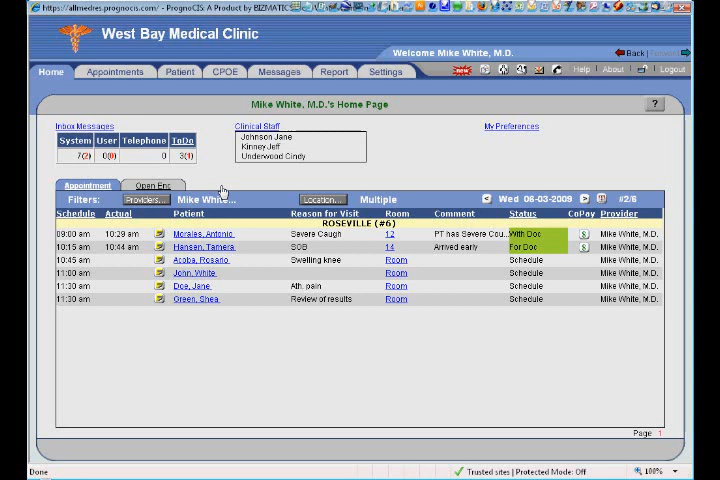 https://allmedres.prognocis.com/ - PrognoCIS: A Product by BIZMATICS
West Bay Medical Clinic
Welcome Mike White, M.D.
Back | Forward
Home Appointments Patient CPOE Messages Report Settings new Help About Logout
Mike White, M.D.'s Home Page ?
Inbox Messages Clinical Staff My Preferences
System User Telephone ToDo
7(2) 0(0) 0 3(1)
Johnson Jane
Kinney Jeff
Underwood Cindy
Appointment Open Enc
Filters: Providers... Mike White... Location... Multiple < Wed 06-03-2009 > #2/6
Schedule Actual Patient Reason for Visit Room Comment Status CoPay Provider
ROSEVILLE (#6)
09:00 am 10:29 am Morales, Antonio Severe Caugh 12 PT has Severe Cou... With Doc $ Mike White, M.D.
10:15 am 10:44 am Hansen, Tamera SOB 14 Arrived early For Doc $ Mike White, M.D.
10:45 am Acoba, Rosario Swelling knee Room Schedule Mike White, M.D.
11:00 am John, White Room Schedule Mike White, M.D.
11:30 am Doe, Jane Ath. pain Room Schedule Mike White, M.D.
11:30 am Green, Shea Review of results Room Schedule Mike White, M.D.
Page 1
Done Trusted sites | Protected Mode: Off 100%